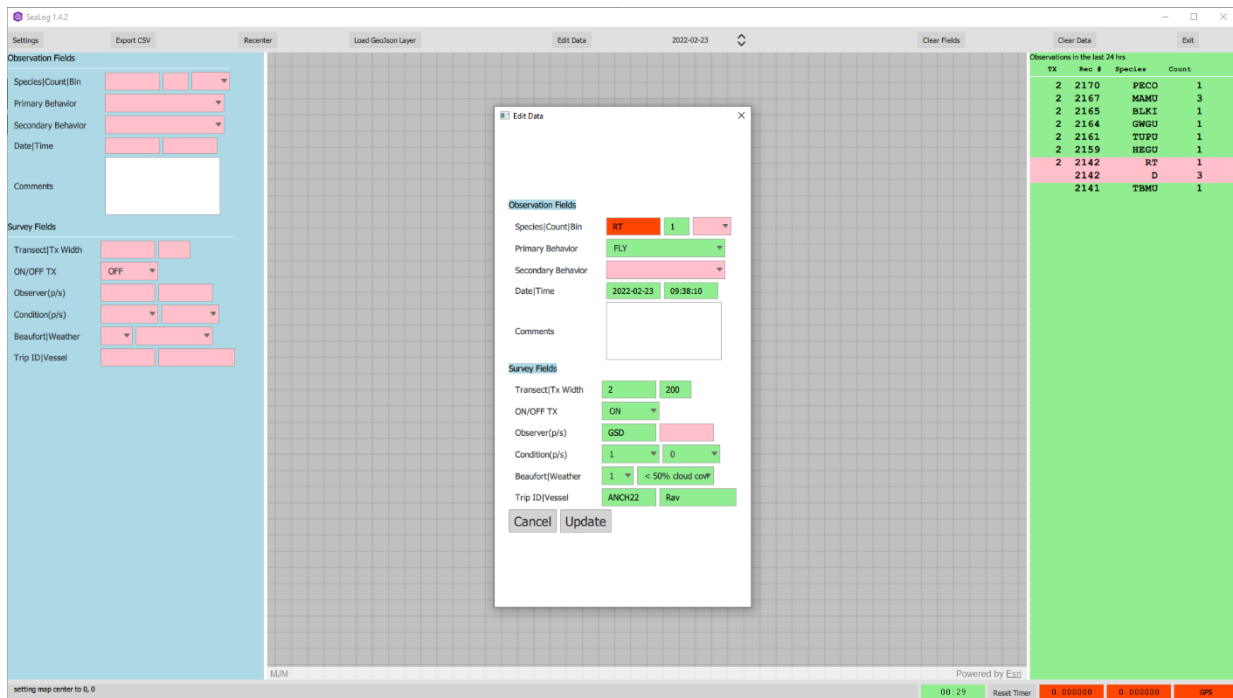 SeaLog 1.4.2
Settings Export CSV Recenter Load GeoJson Layer Edit Data 2022-02-23 Clear Fields Clear Data Exit
Observation Fields
Species|Count|Bin
Primary Behavior
Secondary Behavior
Date|Time
Comments
Survey Fields
Transect|Tx Width
ON/OFF TX OFF
Observer(p/s)
Condition(p/s)
Beaufort|Weather
Trip ID|Vessel
Edit Data
Observation Fields
Species|Count|Bin RT 1
Primary Behavior FLY
Secondary Behavior
Date|Time 2022-02-23 09:38:10
Comments
Survey Fields
Transect|Tx Width 2 200
ON/OFF TX ON
Observer(p/s) GSD
Condition(p/s) 1 0
Beaufort|Weather 1 < 50% cloud cov
Trip ID|Vessel ANCH22 Rav
Cancel Update
Observations in the last 24 hrs
TX Rec # Species Count
2 2170 PECO 1
2 2167 MAMU 3
2 2165 BLKI 1
2 2164 GWGU 1
2 2161 TUPU 1
2 2159 HEGU 1
2 2142 RT 1
2142 D 3
2141 TBMU 1
MJM Powered by Esri
setting map center to 0, 0 00:29 Reset Timer 0.000000 0.000000 GPS